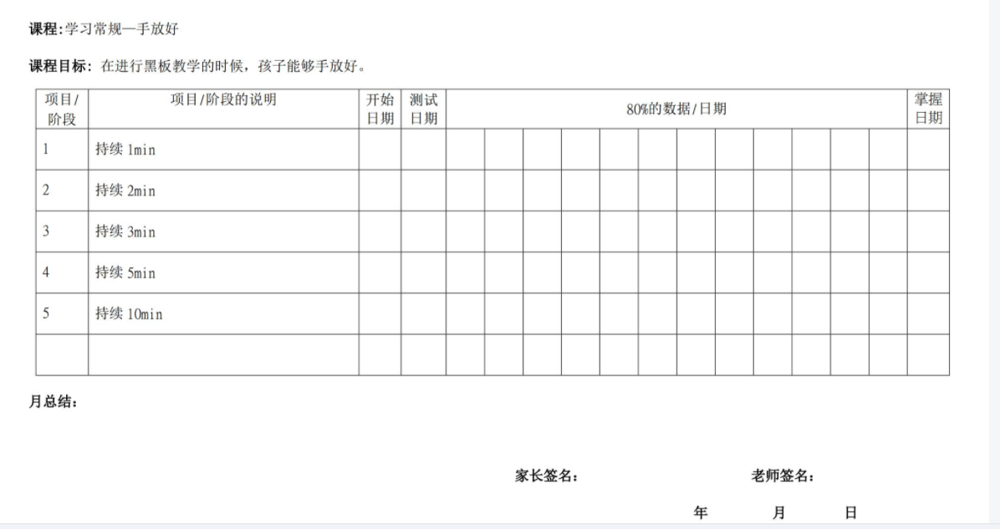 课程:学习常规—手放好
课程目标：在进行黑板教学的时候，孩子能够手放好。
项目/阶段 项目/阶段的说明 开始日期 测试日期 80%的数据/日期 掌握日期
1 持续 1min
2 持续 2min
3 持续 3min
4 持续 5min
5 持续 10min
月总结：
家长签名： 老师签名：
年 月 日